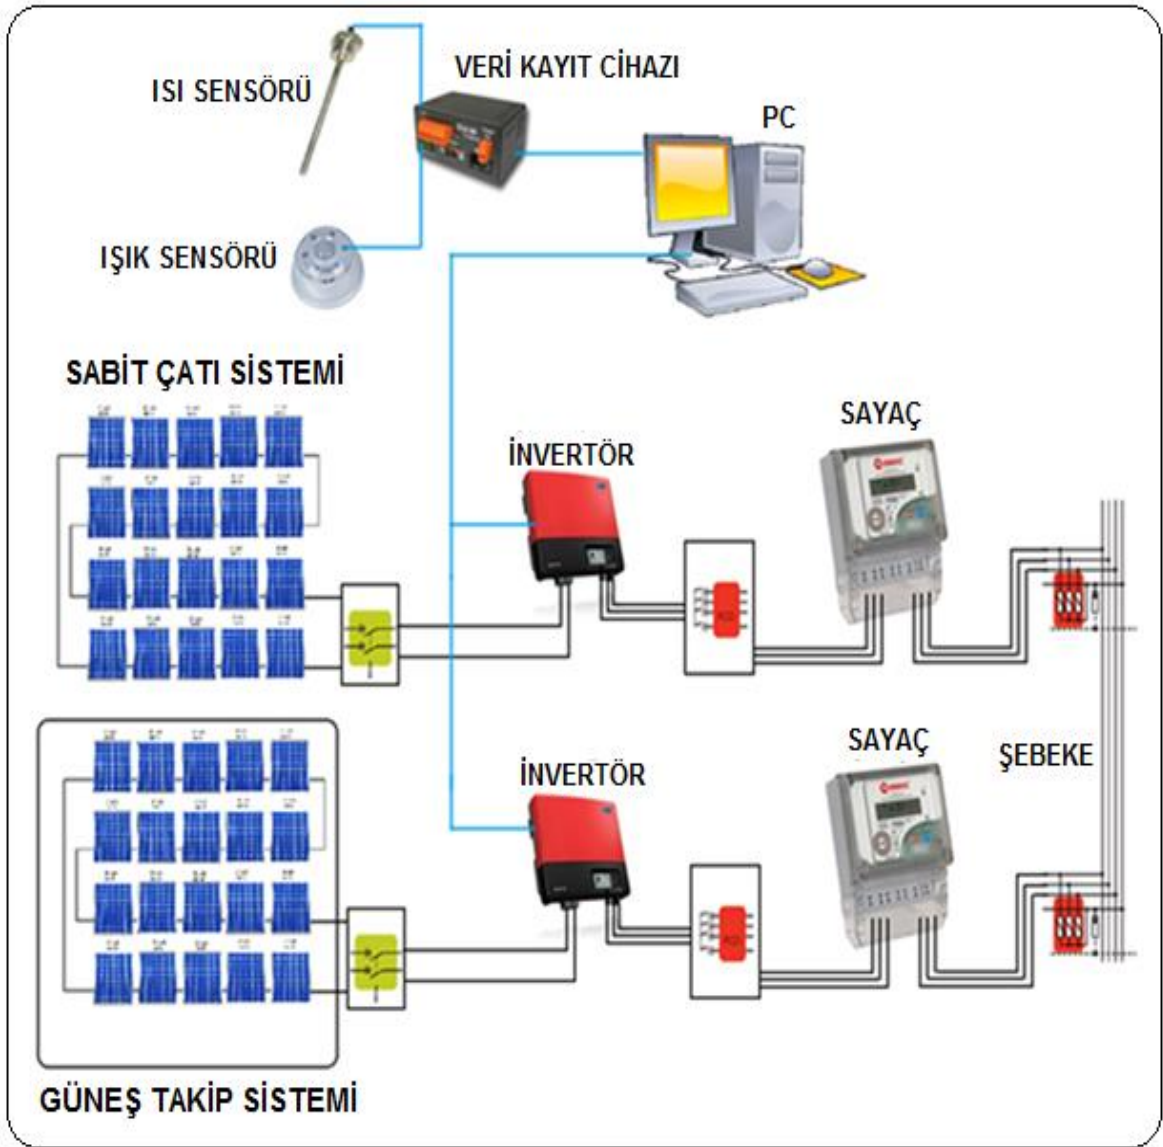 ISI SENSÖRÜ
VERİ KAYIT CİHAZI
PC
IŞIK SENSÖRÜ
SABİT ÇATI SİSTEMİ
İNVERTÖR
SAYAÇ
İNVERTÖR
SAYAÇ
ŞEBEKE
GÜNEŞ TAKİP SİSTEMİ